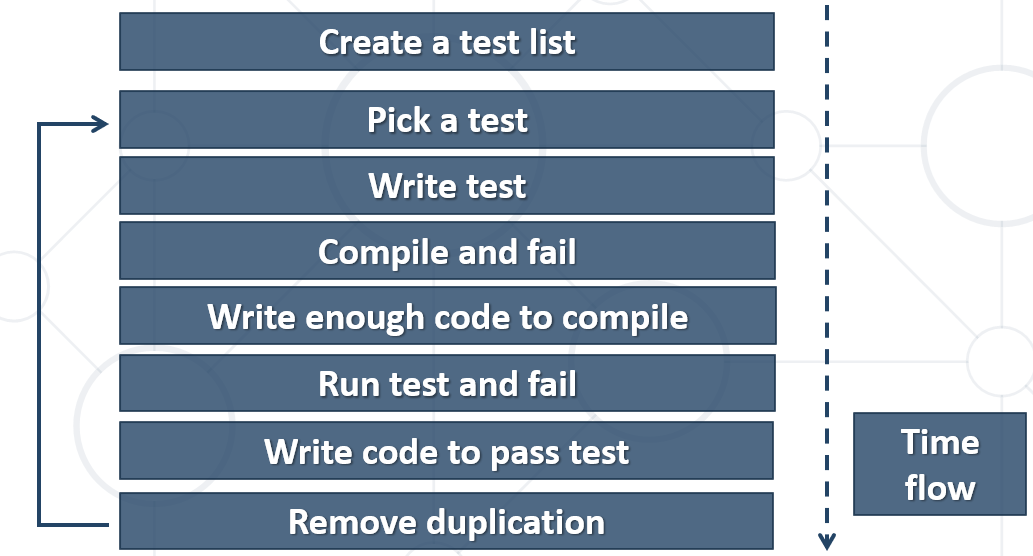 Create a test list
Pick a test
Write test
Compile and fail
Write enough code to compile
Run test and fail
Write code to pass test
Remove duplication
Time
flow